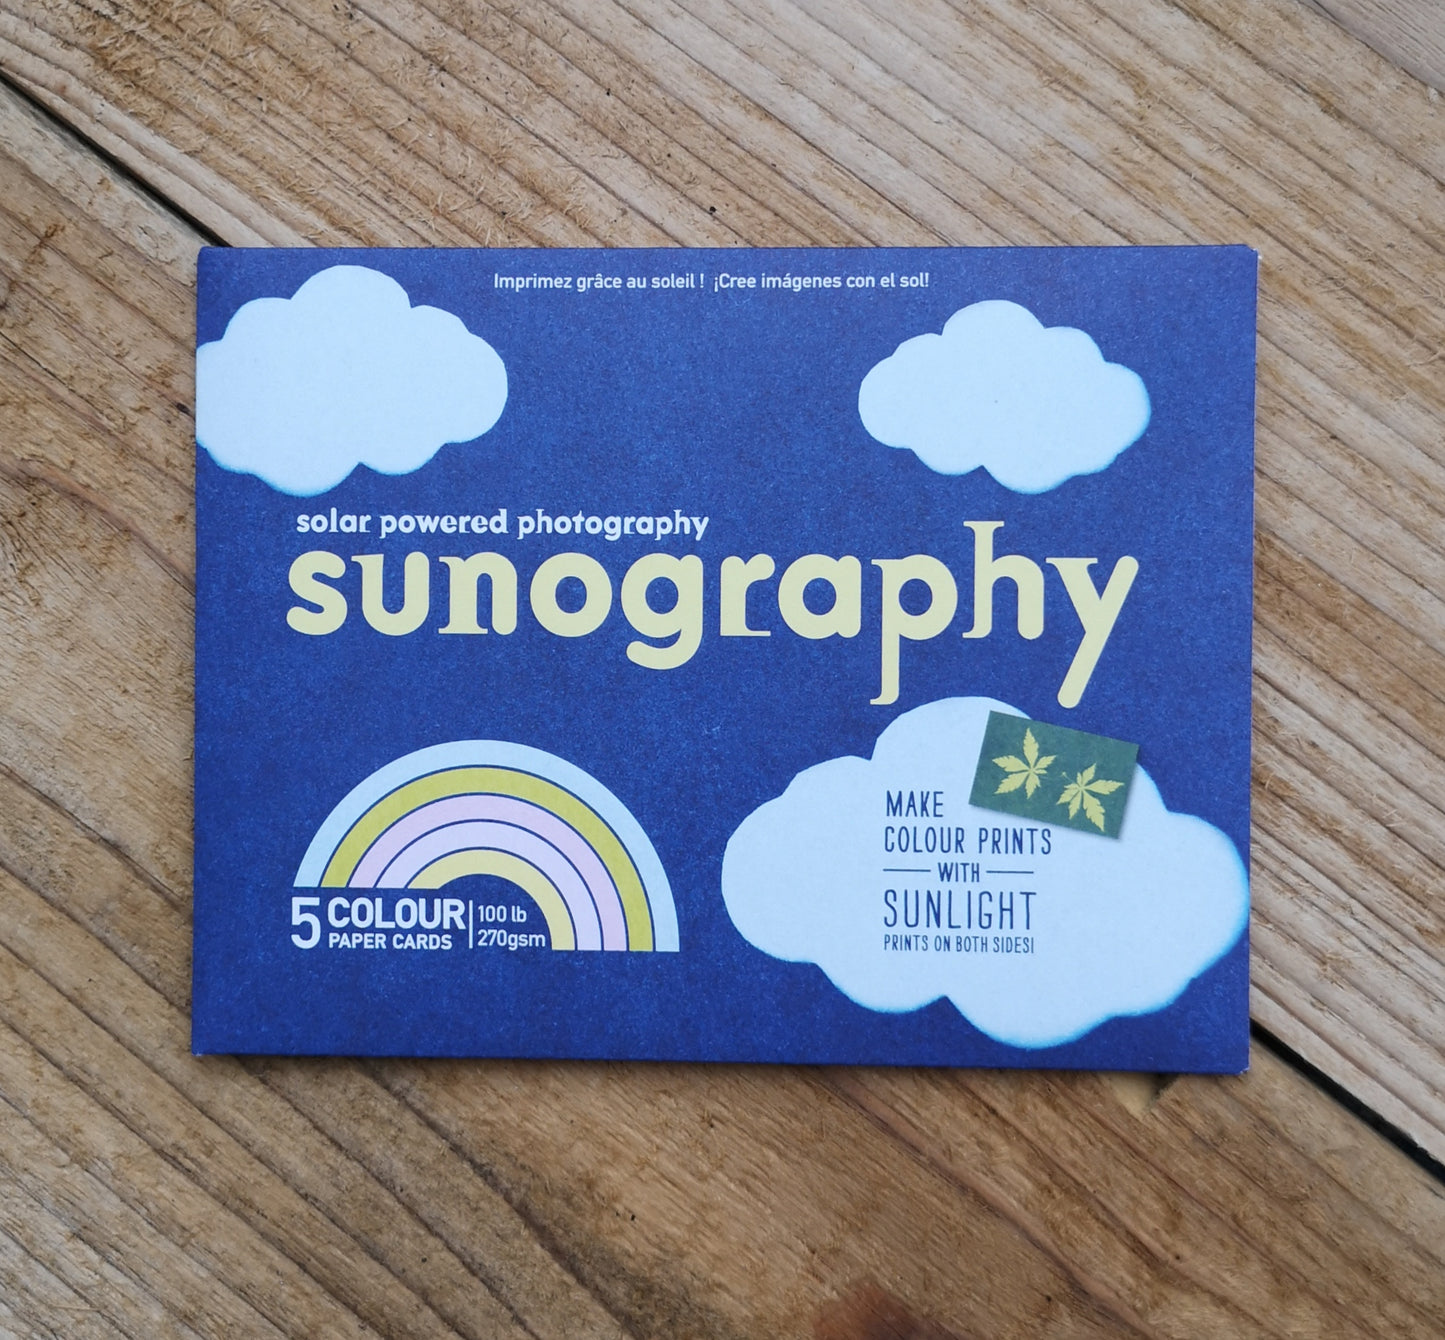 Imprimez grâce au soleil ! ¡Cree imágenes con el sol!
solar powered photography
sunography
5 COLOUR
PAPER CARDS
100 lb
270gsm
MAKE
COLOUR PRINTS
WITH
SUNLIGHT
PRINTS ON BOTH SIDES!